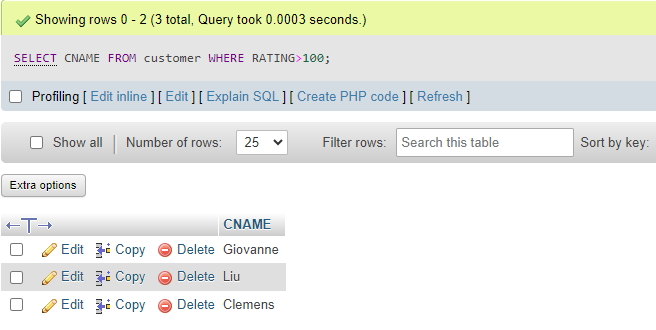 Showing rows 0 - 2 (3 total, Query took 0.0003 seconds.)
SELECT CNAME FROM customer WHERE RATING>100;
Profiling [ Edit inline ] [ Edit ] [ Explain SQL ] [ Create PHP code ] [ Refresh ]
Show all Number of rows: 25 Filter rows: Search this table Sort by key:
Extra options
CNAME
Edit Copy Delete Giovanne
Edit Copy Delete Liu
Edit Copy Delete Clemens